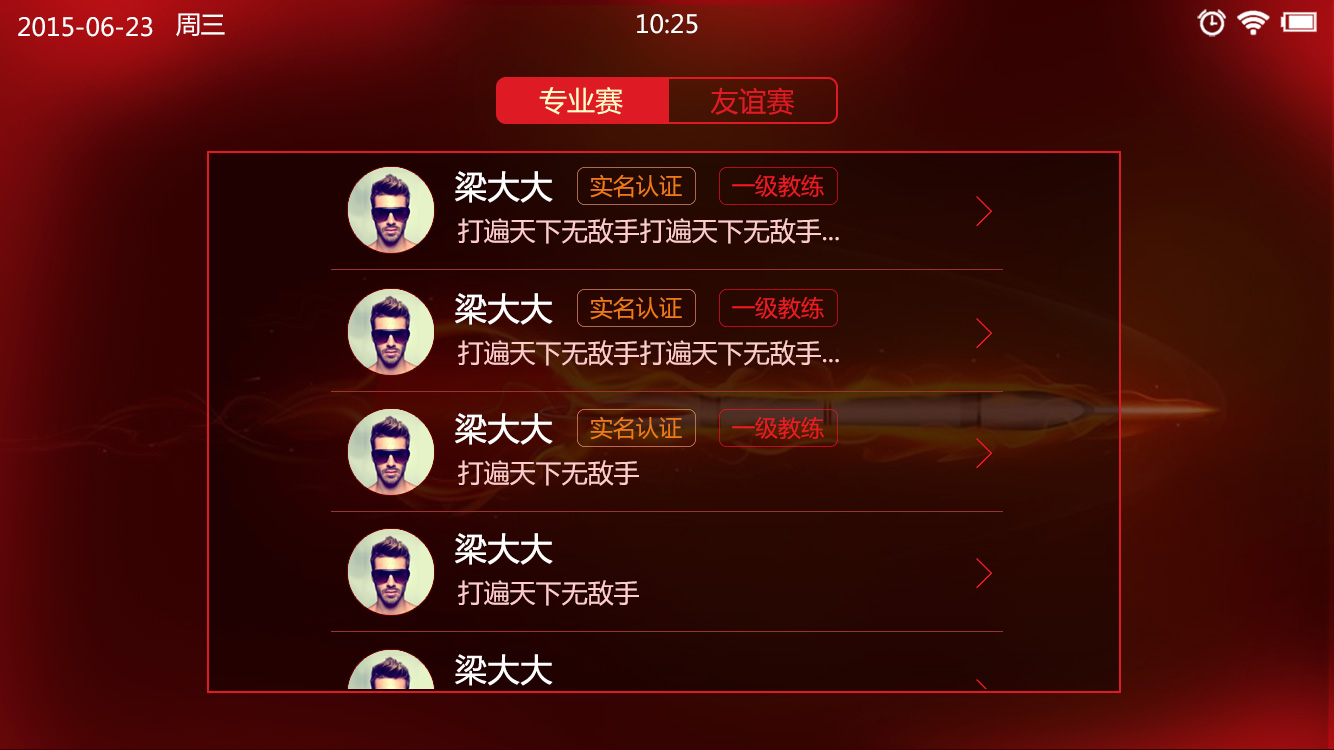 2015-06-23 周三 10:25
专业赛 友谊赛
梁大大 实名认证 一级教练
打遍天下无敌手打遍天下无敌手...
梁大大 实名认证 一级教练
打遍天下无敌手打遍天下无敌手...
梁大大 实名认证 一级教练
打遍天下无敌手
梁大大
打遍天下无敌手
梁大大